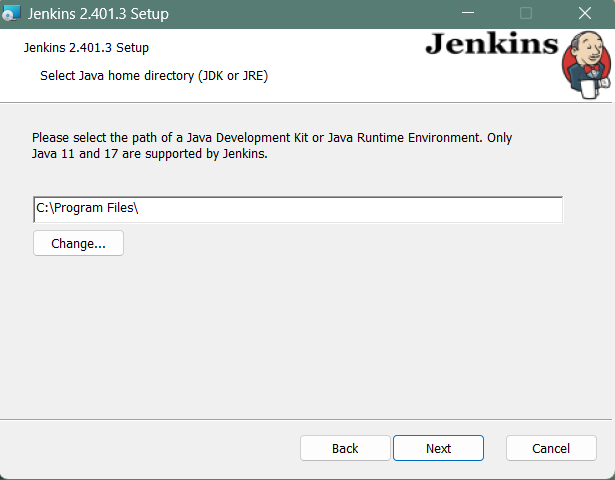 Jenkins 2.401.3 Setup
Jenkins 2.401.3 Setup
Jenkins
Select Java home directory (JDK or JRE)
Please select the path of a Java Development Kit or Java Runtime Environment. Only
Java 11 and 17 are supported by Jenkins.
C:\Program Files\
Change...
Back
Next
Cancel